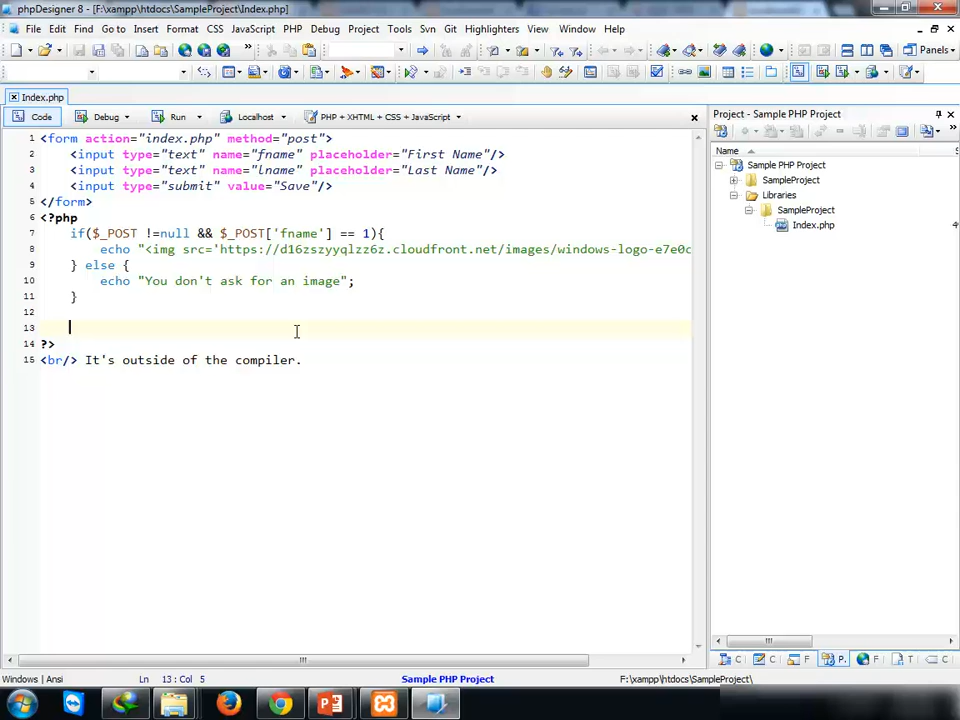 phpDesigner 8 - [F:\xampp\htdocs\SampleProject\Index.php]
File Edit Find Go to Insert Format CSS JavaScript PHP Debug Project Tools Svn Git Highlighters View Window Help
Panels
Index.php
Code Debug Run Localhost PHP + XHTML + CSS + JavaScript
1 <form action="index.php" method="post">
2 <input type="text" name="fname" placeholder="First Name"/>
3 <input type="text" name="lname" placeholder="Last Name"/>
4 <input type="submit" value="Save"/>
5 </form>
6 <?php
7 if($_POST !=null && $_POST['fname'] == 1){
8 echo "<img src='https://d16zszyyqlzz6z.cloudfront.net/images/windows-logo-e7e0c
9 } else {
10 echo "You don't ask for an image";
11 }
12
13
14 ?>
15 <br/> It's outside of the compiler.
Project - Sample PHP Project
Name S
Sample PHP Project
SampleProject
Libraries
SampleProject
Index.php 4
C C F P. F T C
Windows | Ansi Ln 13 : Col 5 Sample PHP Project F:\xampp\htdocs\SampleProject\